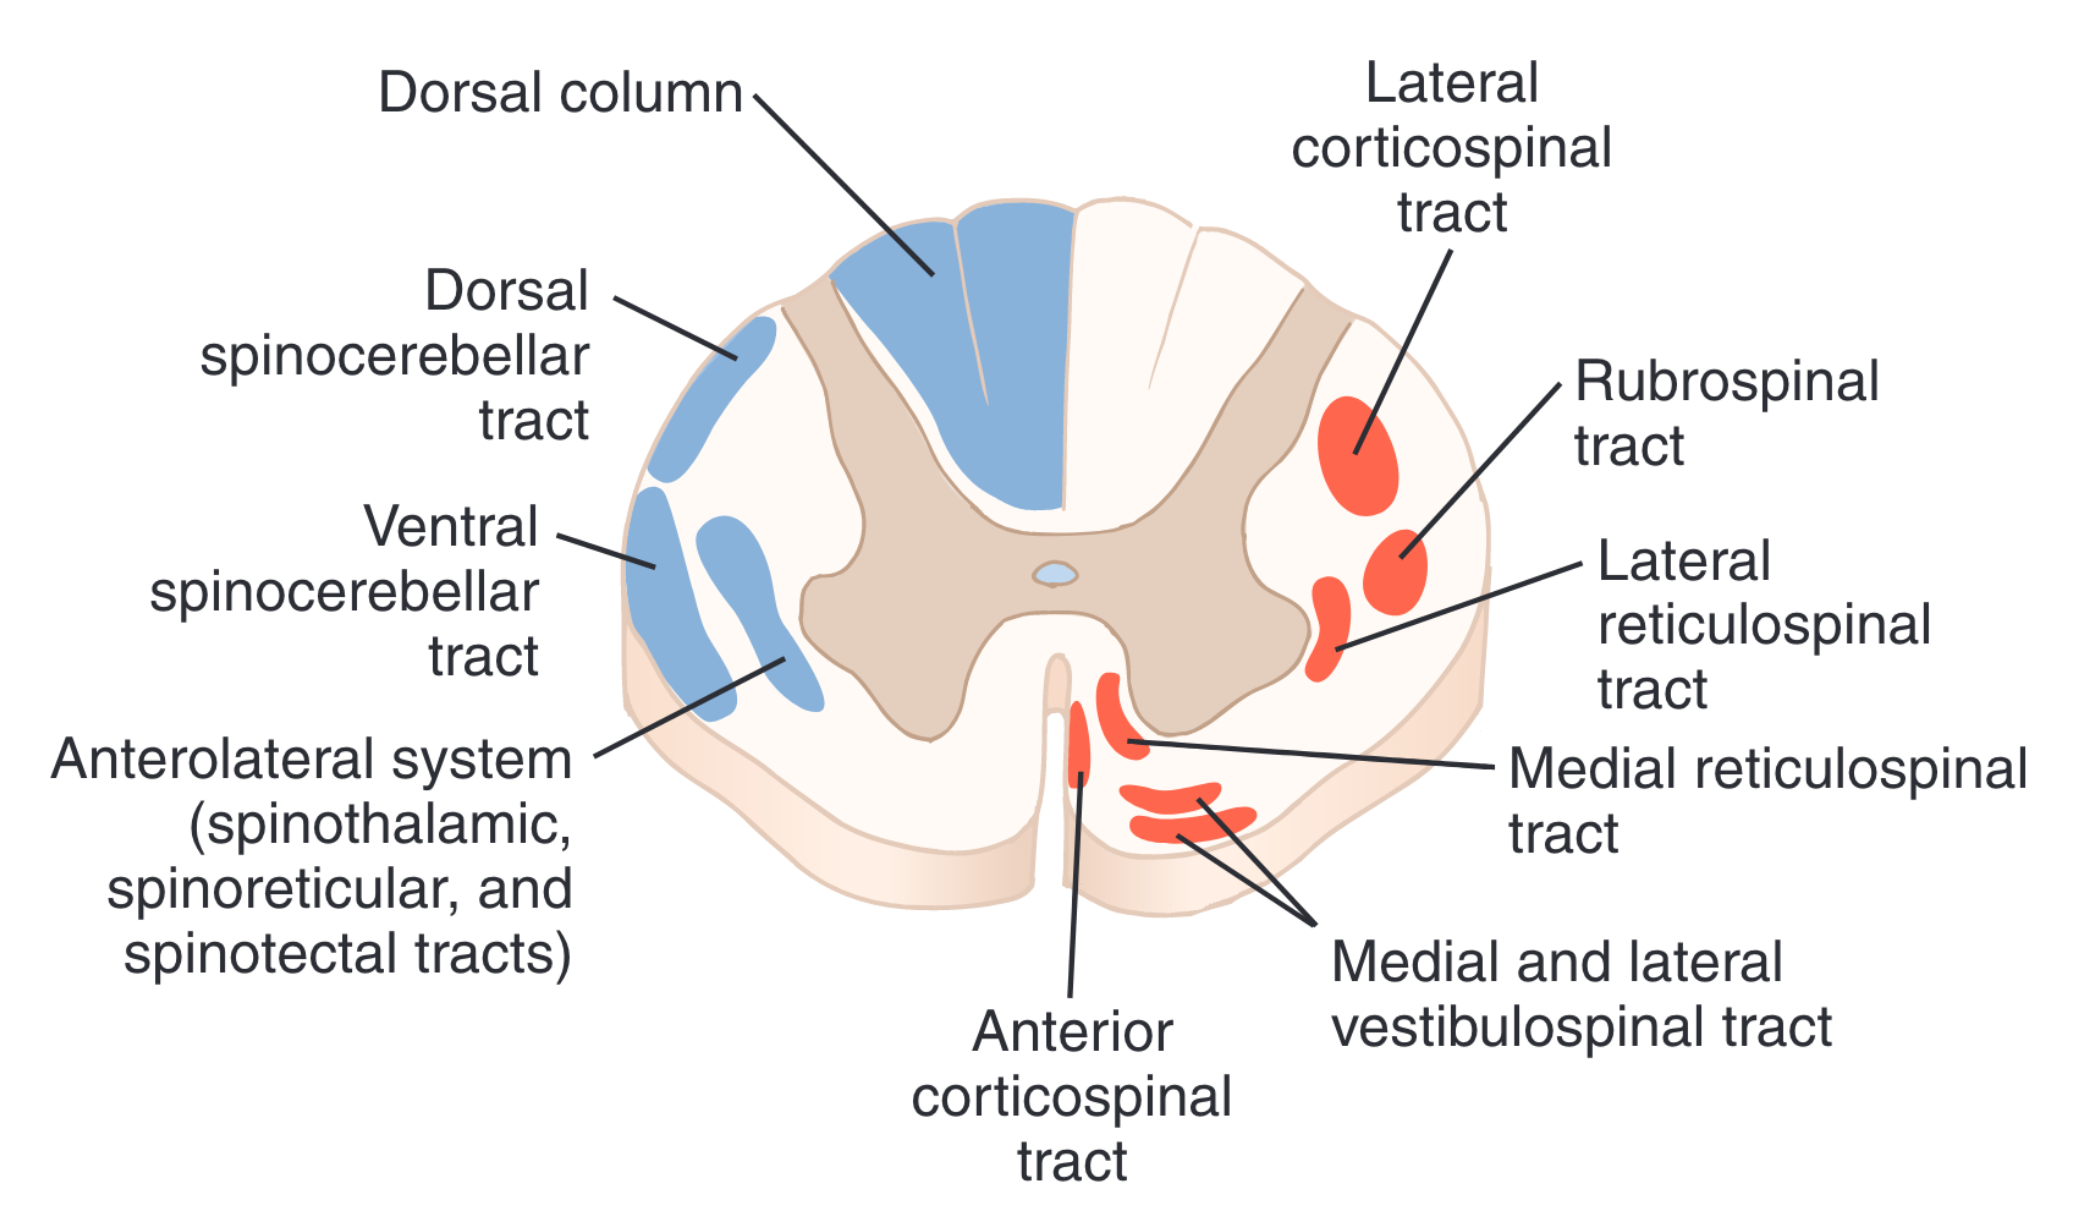 Dorsal column
Dorsal
spinocerebellar
tract
Ventral
spinocerebellar
tract
Anterolateral system
(spinothalamic,
spinoreticular, and
spinotectal tracts)
Lateral
corticospinal
tract
Rubrospinal
tract
Lateral
reticulospinal
tract
Medial reticulospinal
tract
Medial and lateral
vestibulospinal tract
Anterior
corticospinal
tract